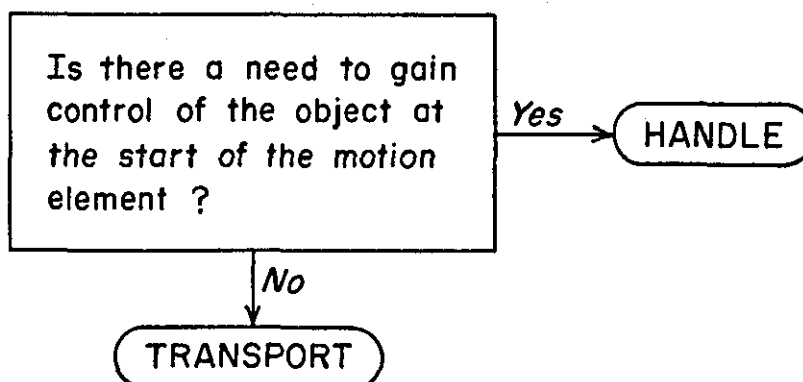 Is there a need to gain
control of the object at
the start of the motion
element ?
Yes
HANDLE
No
TRANSPORT